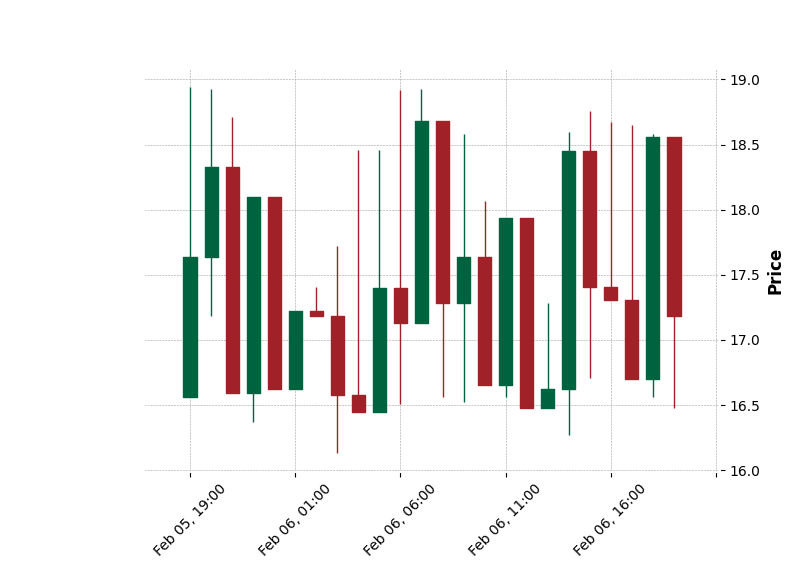 19.0
18.5
18.0
17.5
17.0
16.5
16.0
Price
Feb 05, 19:00
Feb 06, 01:00
Feb 06, 06:00
Feb 06, 11:00
Feb 06, 16:00